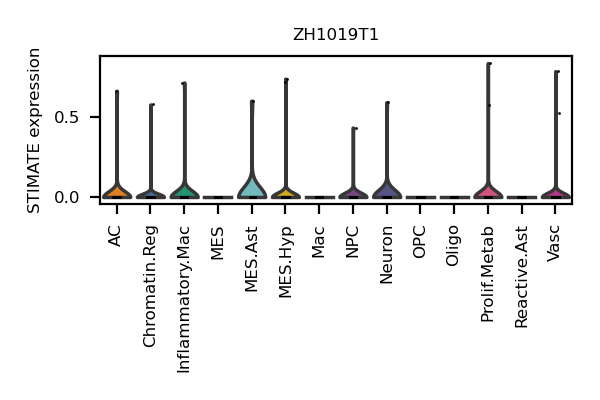 ZH1019T1
STIMATE expression
0.5
0.0
AC
Chromatin.Reg
Inflammatory.Mac
MES
MES.Ast
MES.Hyp
Mac
NPC
Neuron
OPC
Oligo
Prolif.Metab
Reactive.Ast
Vasc